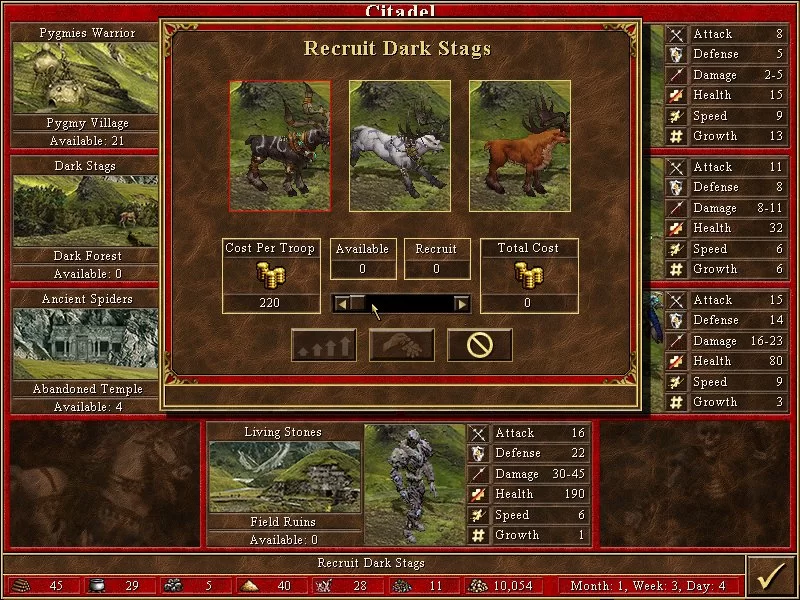 Citadel
Recruit Dark Stags
Cost Per Troop
220
Available
0
Recruit
0
Total Cost
0
Pygmies Warrior
Pygmy Village
Available: 21
Attack 8
Defense 5
Damage 2-5
Health 15
Speed 9
Growth 13
Dark Stags
Dark Forest
Available: 0
Attack 11
Defense 8
Damage 8-11
Health 32
Speed 6
Growth 6
Ancient Spiders
Abandoned Temple
Available: 4
Attack 15
Defense 14
Damage 16-23
Health 80
Speed 9
Growth 3
Living Stones
Field Ruins
Available: 0
Attack 16
Defense 22
Damage 30-45
Health 190
Speed 6
Growth 1
Recruit Dark Stags
45 29 5 40 28 11 10,054 Month: 1, Week: 3, Day: 4